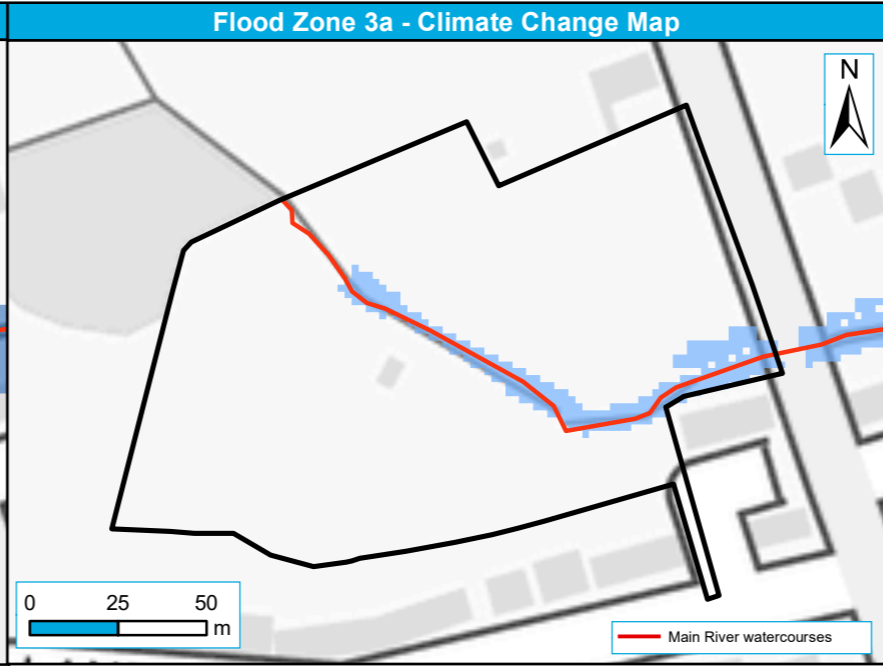 Flood Zone 3a - Climate Change Map
N
0 25 50
m
Main River watercourses